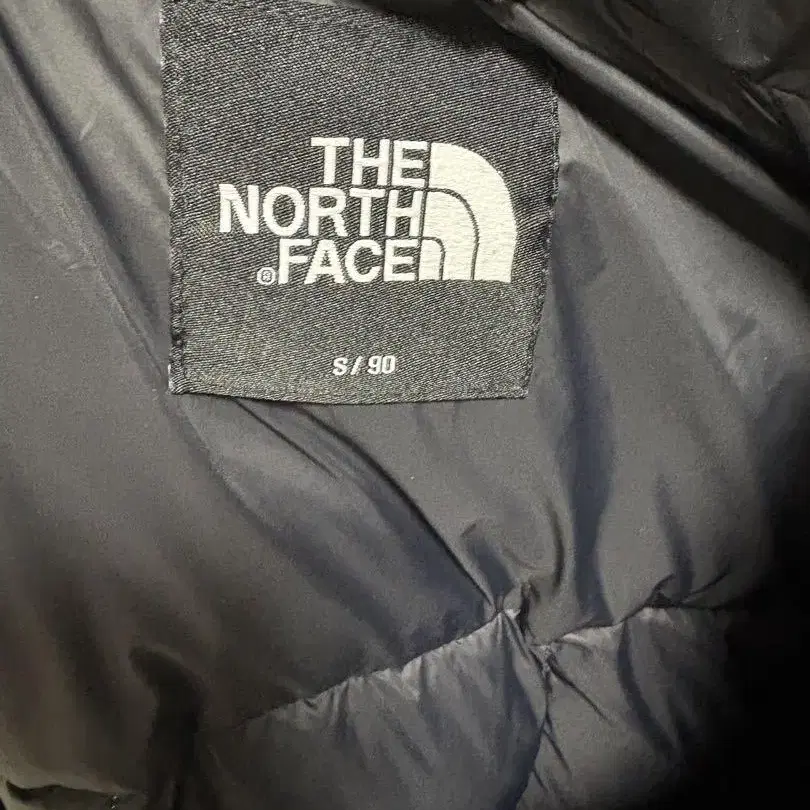 THE
NORTH
®FACE
S / 90